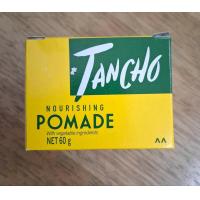 TANCHO
NOURISHING
POMADE
With vegetable ingredients
NET 60 g